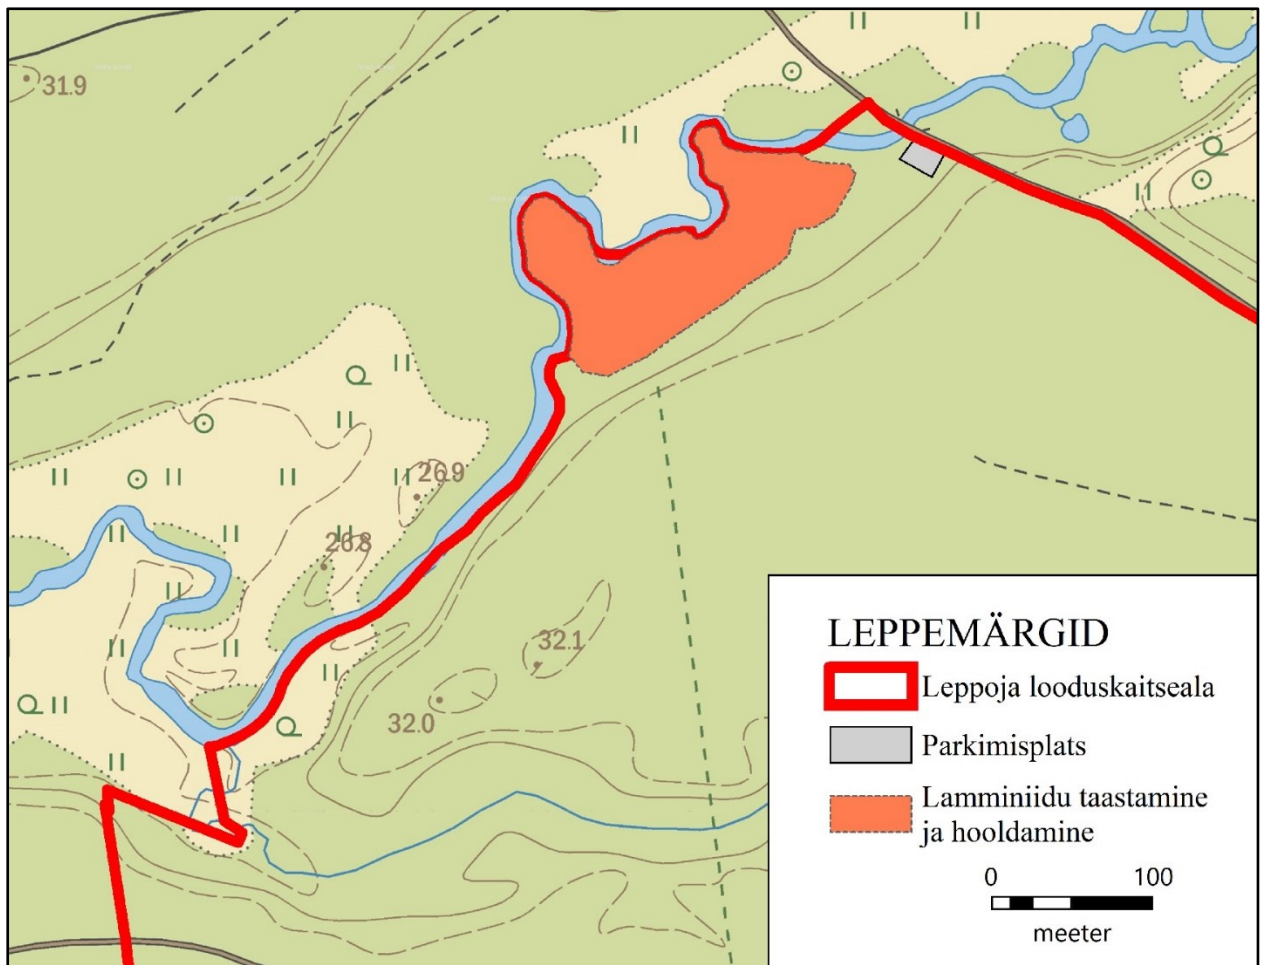 31.9
26.9
26.8
32.1
32.0
LEPPEMÄRGID
Leppoja looduskaitseala
Parkimisplats
Lamminiidu taastamine
ja hooldamine
0 100
meeter